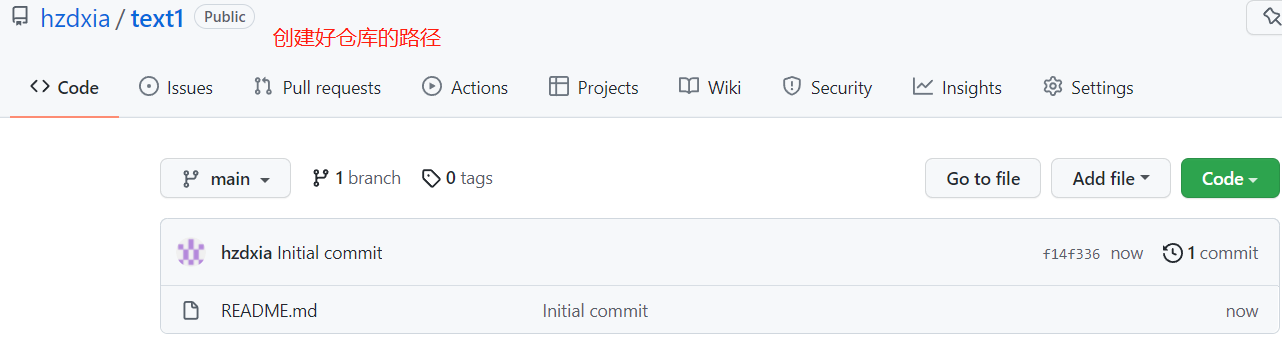 hzdxia / text1 Public
创建好仓库的路径
Code Issues Pull requests Actions Projects Wiki Security Insights Settings
main 1 branch 0 tags Go to file Add file Code
hzdxia Initial commit f14f336 now 1 commit
README.md Initial commit now